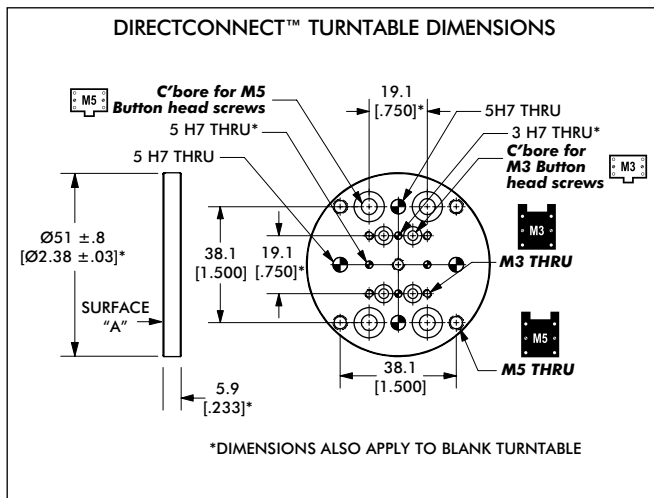 DIRECTCONNECT™ TURNTABLE DIMENSIONS
M5
C'bore for M5
Button head screws
5 H7 THRU*
5 H7 THRU
19.1
[.750]*
5H7 THRU
3 H7 THRU*
C'bore for
M3 Button
head screws
M3
Ø51 ±.8
[Ø2.38 ±.03]*
38.1
[1.500]
19.1
[.750]*
M3
M3 THRU
SURFACE
"A"
M5
M5 THRU
38.1
[1.500]
5.9
[.233]*
*DIMENSIONS ALSO APPLY TO BLANK TURNTABLE